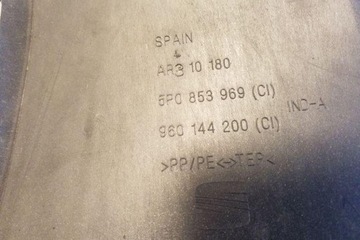 SPAIN
AR3 10 180
5P0 853 969 (CI)
IND-A
960 144 200 (CI)
>PP/PE<->TEP<